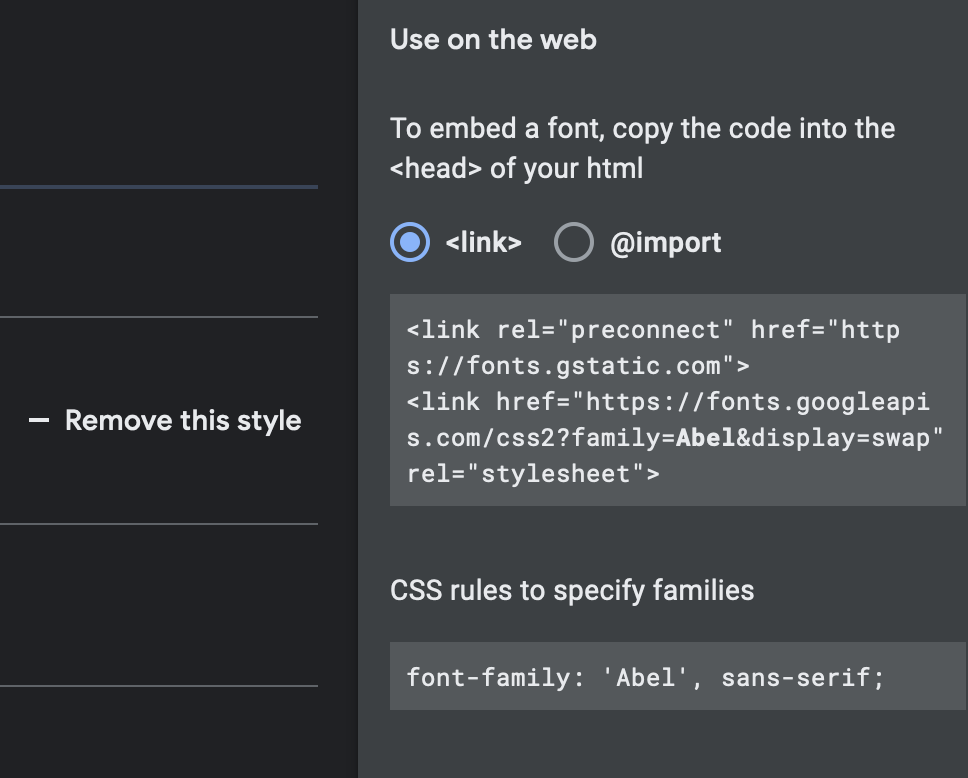 Use on the web
To embed a font, copy the code into the
<head> of your html
<link> @import
<link rel="preconnect" href="http
s://fonts.gstatic.com">
<link href="https://fonts.googleapi
s.com/css2?family=Abel&display=swap"
rel="stylesheet">
Remove this style
CSS rules to specify families
font-family: 'Abel', sans-serif;